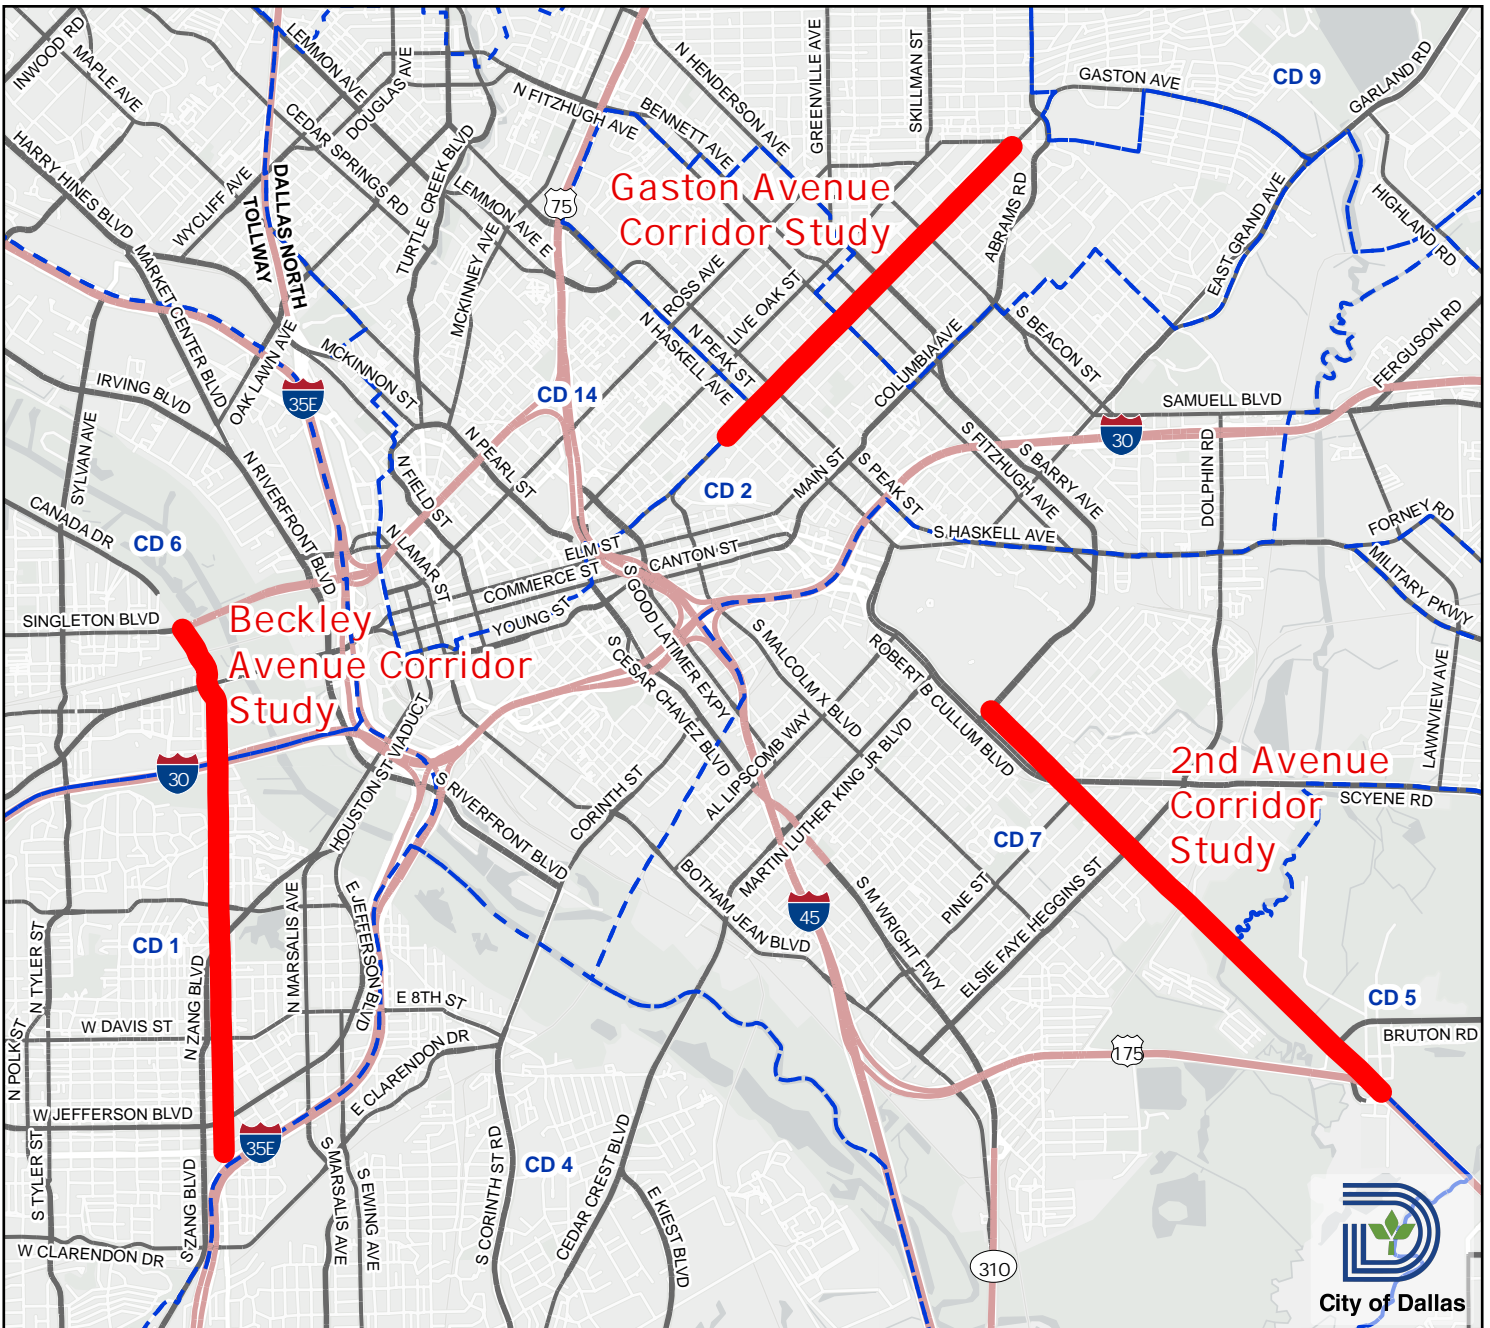 INWOOD RD
MAPLE AVE
LEMMON AVE
DOUGLAS AVE
CEDAR SPRINGS RD
HARRY HINES BLVD
WYCLIFF AVE
DALLAS NORTH
TOLLWAY
TURTLE CREEK BLVD
LEMMON AVE E
MCKINNEY AVE
N FITZHUGH AVE
BENNETT AVE
N HENDERSON AVE
GREENVILLE AVE
SKILLMAN ST
GASTON AVE
CD 9
GARLAND RD
75
Gaston Avenue
Corridor Study
ABRAMS RD
EAST GRAND AVE
HIGHLAND RD
MARKET CENTER BLVD
OAK LAWN AVE
MCKINNON ST
ROSS AVE
LIVE OAK ST
N HASKELL AVE
N PEAK ST
COLUMBIA AVE
S BEACON ST
FERGUSON RD
IRVING BLVD
35E
CD 14
SAMUELL BLVD
30
SYLVAN AVE
N RIVERFRONT BLVD
N PEARL ST
N FIELD ST
CD 2
MAIN ST
S PEAK ST
S FITZHUGH AVE
S BARRY AVE
DOLPHIN RD
CANADA DR
CD 6
N LAMAR ST
ELM ST
CANTON ST
COMMERCE ST
YOUNG ST
S HASKELL AVE
FORNEY RD
MILITARY PKWY
SINGLETON BLVD
Beckley
Avenue Corridor
Study
S GOOD LATIMER EXPY
S CESAR CHAVEZ BLVD
S MALCOLM X BLVD
ROBERT B CULLUM BLVD
LAWNVIEW AVE
HOUSTON ST VIADUCT
30
S RIVERFRONT BLVD
CORINTH ST
AL LIPSCOMB WAY
MARTIN LUTHER KING JR BLVD
2nd Avenue
Corridor
Study
SCYENE RD
CD 7
BOTHAM JEAN BLVD
45
S M WRIGHT FWY
PINE ST
ELSIE FAYE HEGGINS ST
CD 1
N TYLER ST
N ZANG BLVD
N MARSALIS AVE
E JEFFERSON BLVD
E 8TH ST
W DAVIS ST
N POLK ST
E CLARENDON DR
CD 5
BRUTON RD
175
W JEFFERSON BLVD
35E
S TYLER ST
S ZANG BLVD
S MARSALIS AVE
S EWING AVE
S CORINTH ST RD
CD 4
CEDAR CREST BLVD
E KIEST BLVD
W CLARENDON DR
310
City of Dallas